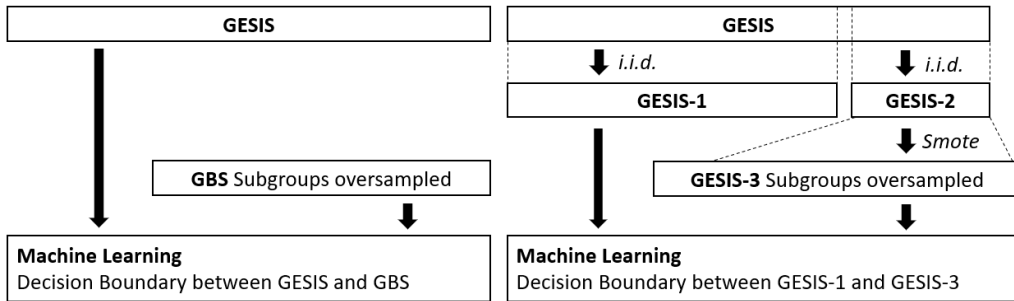 GESIS
GBS Subgroups oversampled
Machine Learning
Decision Boundary between GESIS and GBS
GESIS
i.i.d.
i.i.d.
GESIS-1
GESIS-2
Smote
GESIS-3 Subgroups oversampled
Machine Learning
Decision Boundary between GESIS-1 and GESIS-3